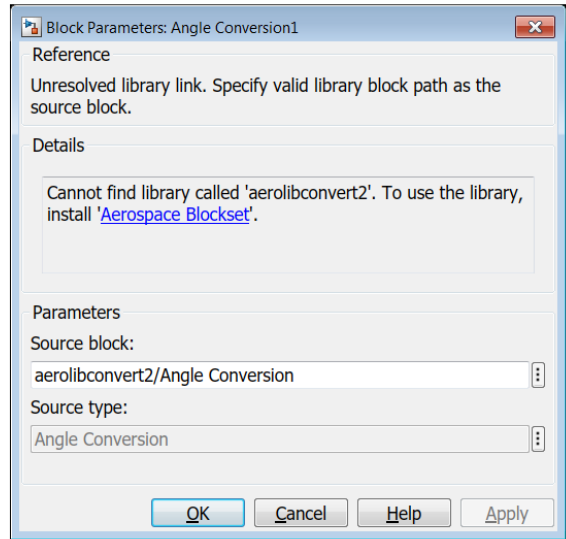 Block Parameters: Angle Conversion1
Reference
Unresolved library link. Specify valid library block path as the
source block.
Details
Cannot find library called 'aerolibconvert2'. To use the library,
install 'Aerospace Blockset'.
Parameters
Source block:
aerolibconvert2/Angle Conversion
Source type:
Angle Conversion
OK Cancel Help Apply